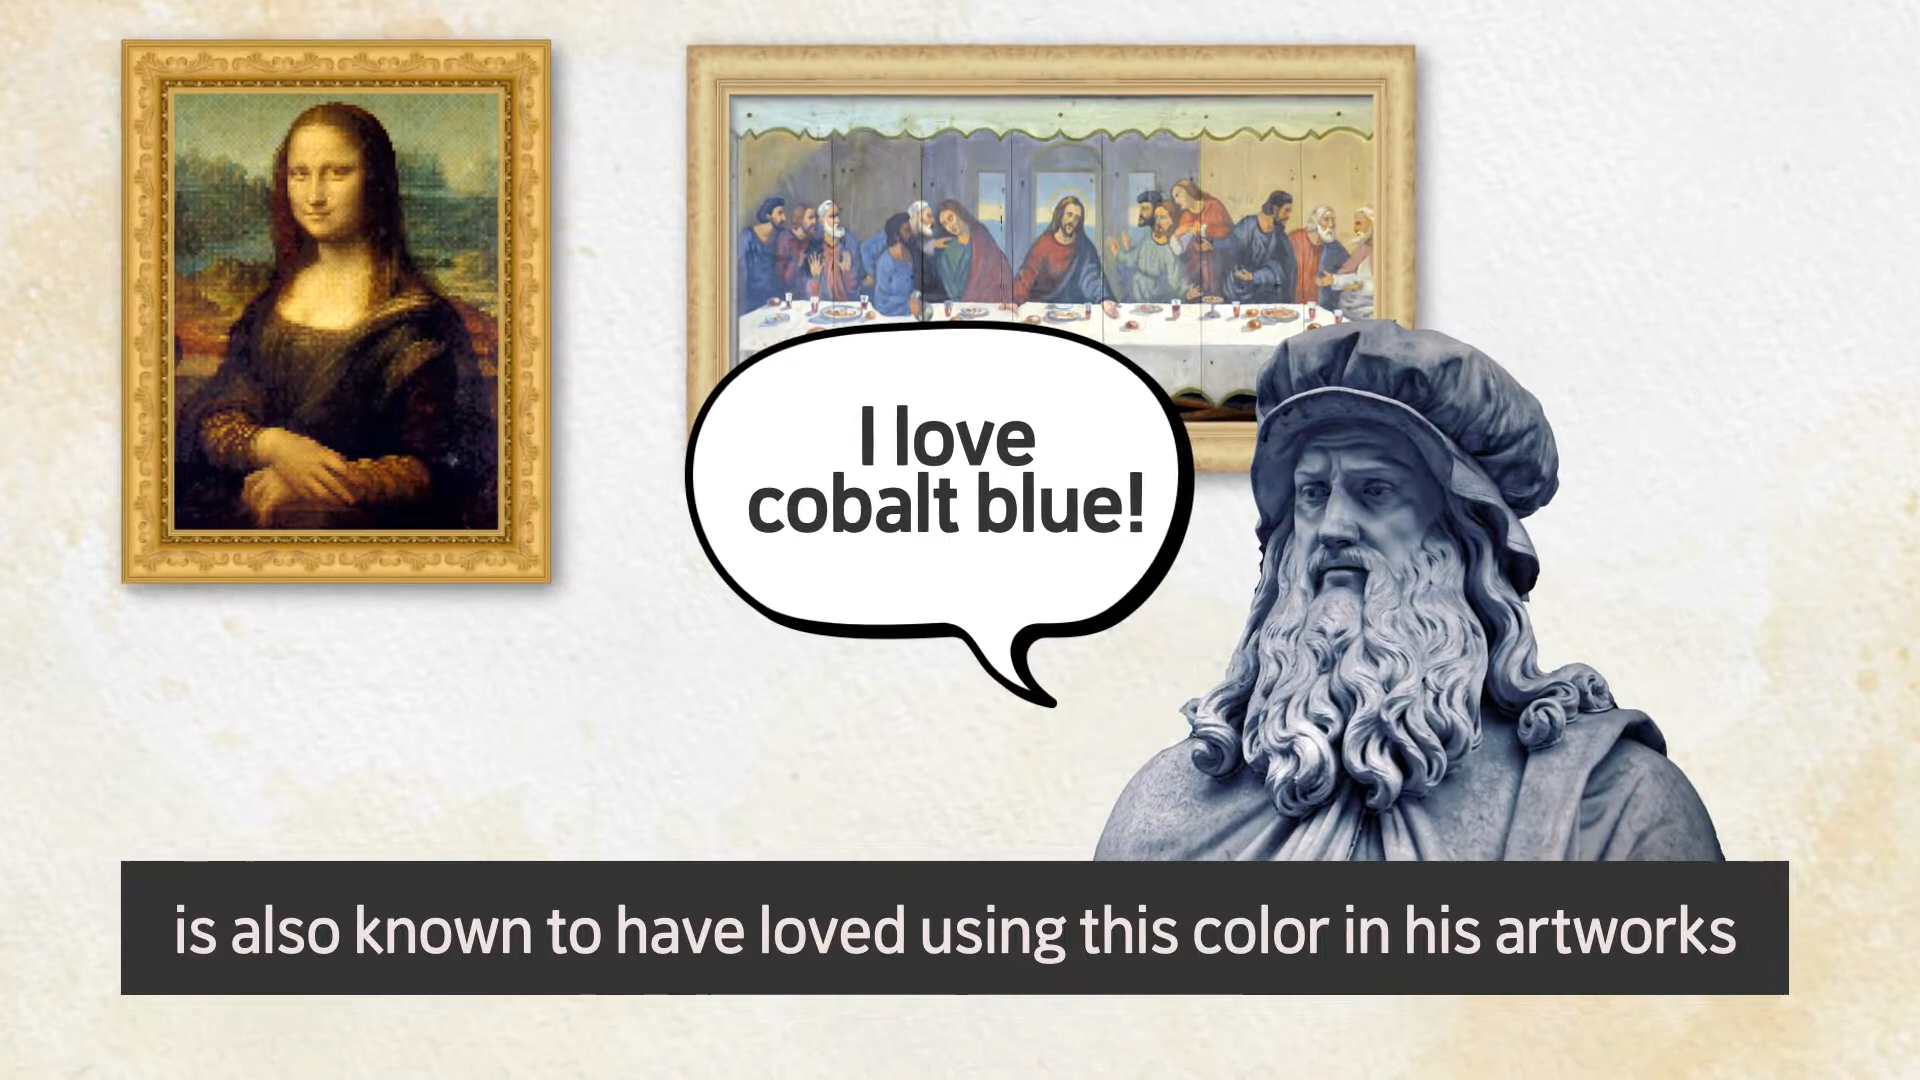 I love
cobalt blue!
is also known to have loved using this color in his artworks